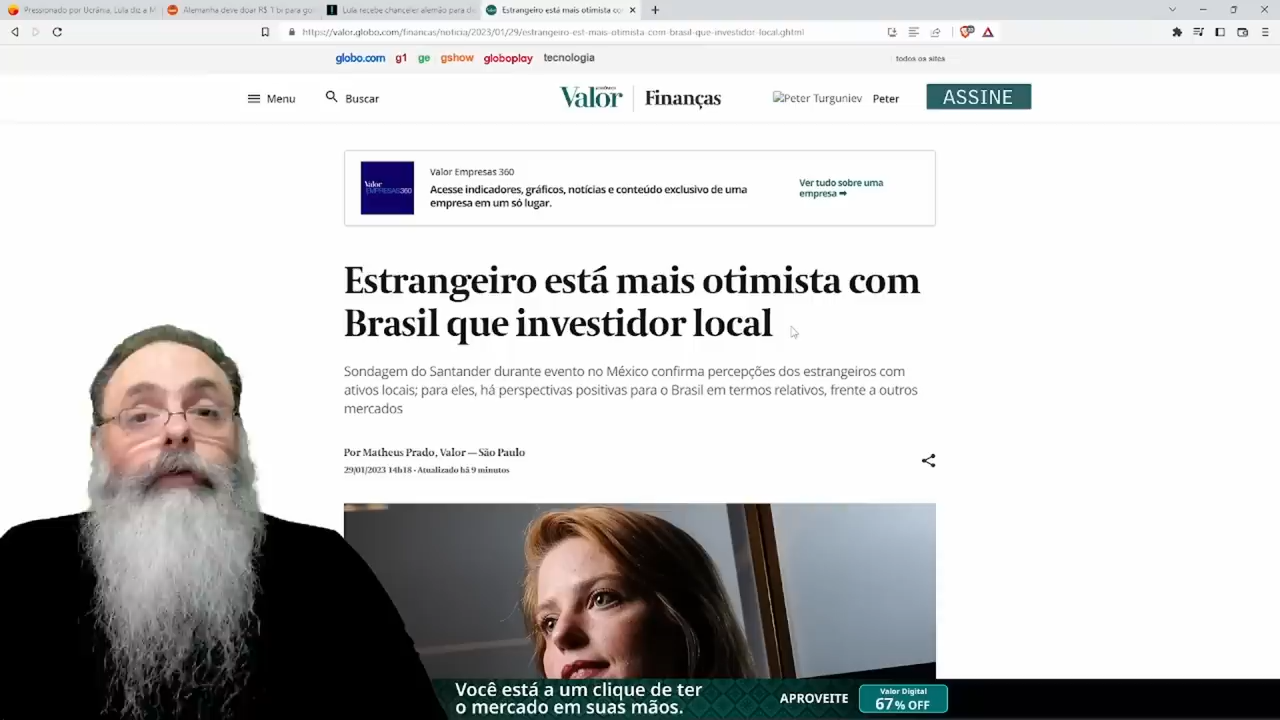 Pressionado por Ucrânia, Lula diz a M
Alemanha deve doar R$ 1 bi para go
Lula recebe chanceler alemão para di
Estrangeiro está mais otimista co
https://valor.globo.com/financas/noticia/2023/01/29/estrangeiro-est-mais-otimista-com-brasil-que-investidor-local.ghtml
globo.com g1 ge gshow globoplay tecnologia todos os sites
Menu Buscar Valor Finanças Peter Turguniev Peter ASSINE
Valor Empresas 360
Acesse indicadores, gráficos, notícias e conteúdo exclusivo de uma
empresa em um só lugar.
Ver tudo sobre uma
empresa ➡
Valor
EMPRESAS360
Estrangeiro está mais otimista com
Brasil que investidor local
Sondagem do Santander durante evento no México confirma percepções dos estrangeiros com
ativos locais; para eles, há perspectivas positivas para o Brasil em termos relativos, frente a outros
mercados
Por Matheus Prado, Valor — São Paulo
29/01/2023 14h18 · Atualizado há 9 minutos
Você está a um clique de ter
o mercado em suas mãos.
APROVEITE
Valor Digital
67% OFF